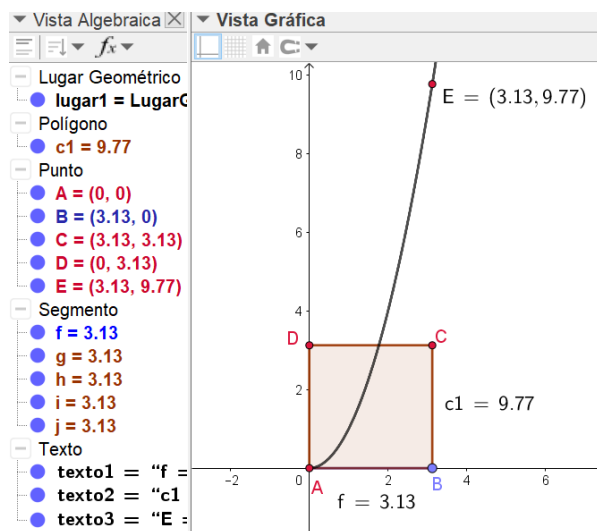 Vista Algebraica
Vista Gráfica
fx
Lugar Geométrico
lugar1 = LugarG
Polígono
c1 = 9.77
Punto
A = (0, 0)
B = (3.13, 0)
C = (3.13, 3.13)
D = (0, 3.13)
E = (3.13, 9.77)
Segmento
f = 3.13
g = 3.13
h = 3.13
i = 3.13
j = 3.13
Texto
texto1 = “f =
texto2 = “c1
texto3 = “E =
10
E = (3.13, 9.77)
8
6
4
D
C
2
c1 = 9.77
-2
0
A
2
B
4
6
f = 3.13